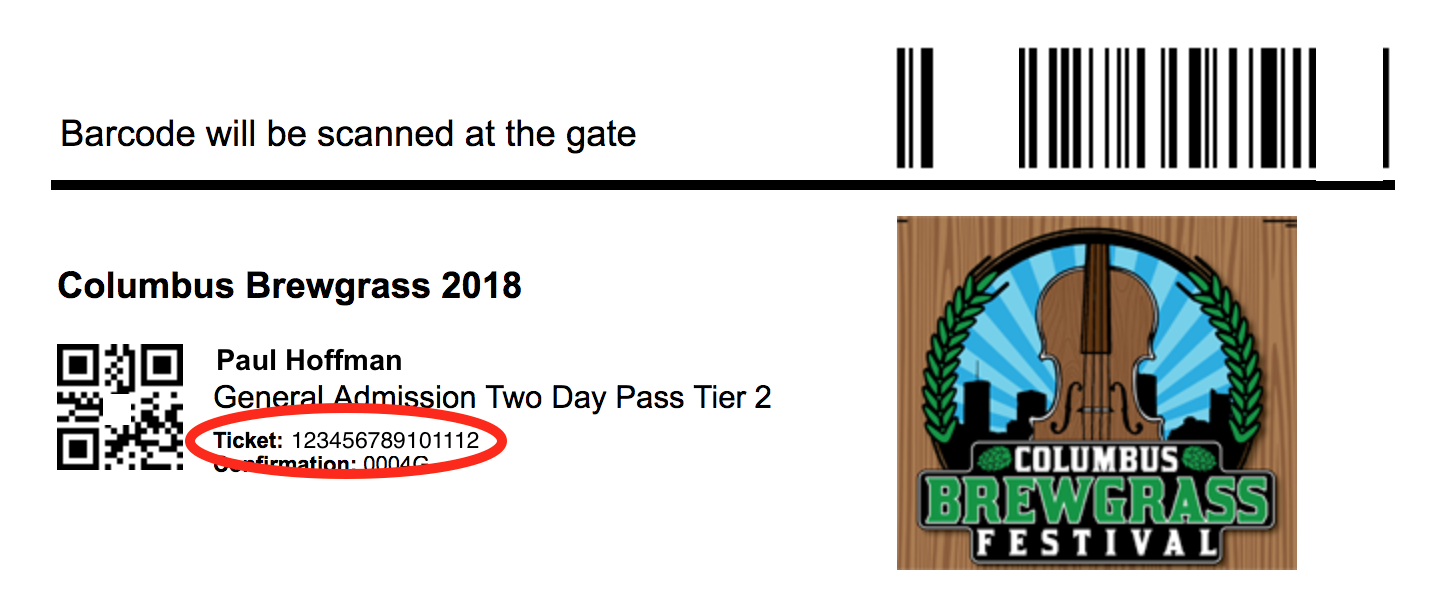 Barcode will be scanned at the gate
Columbus Brewgrass 2018
Paul Hoffman
General Admission Two Day Pass Tier 2
Ticket: 123456789101112
Confirmation: 0004G
COLUMBUS
BREWGRASS
FESTIVAL